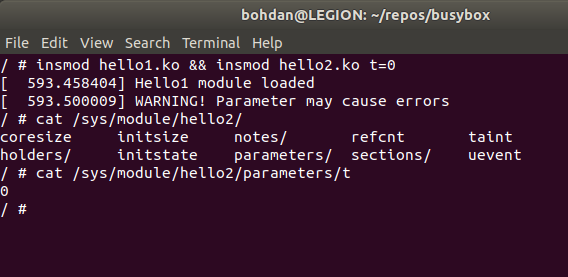 bohdan@LEGION: ~/repos/busybox
File Edit View Search Terminal Help
/ # insmod hello1.ko && insmod hello2.ko t=0
[  593.458404] Hello1 module loaded
[  593.500009] WARNING! Parameter may cause errors
/ # cat /sys/module/hello2/
coresize    initsize    notes/      refcnt      taint
holders/    initstate   parameters/ sections/   uevent
/ # cat /sys/module/hello2/parameters/t
0
/ #